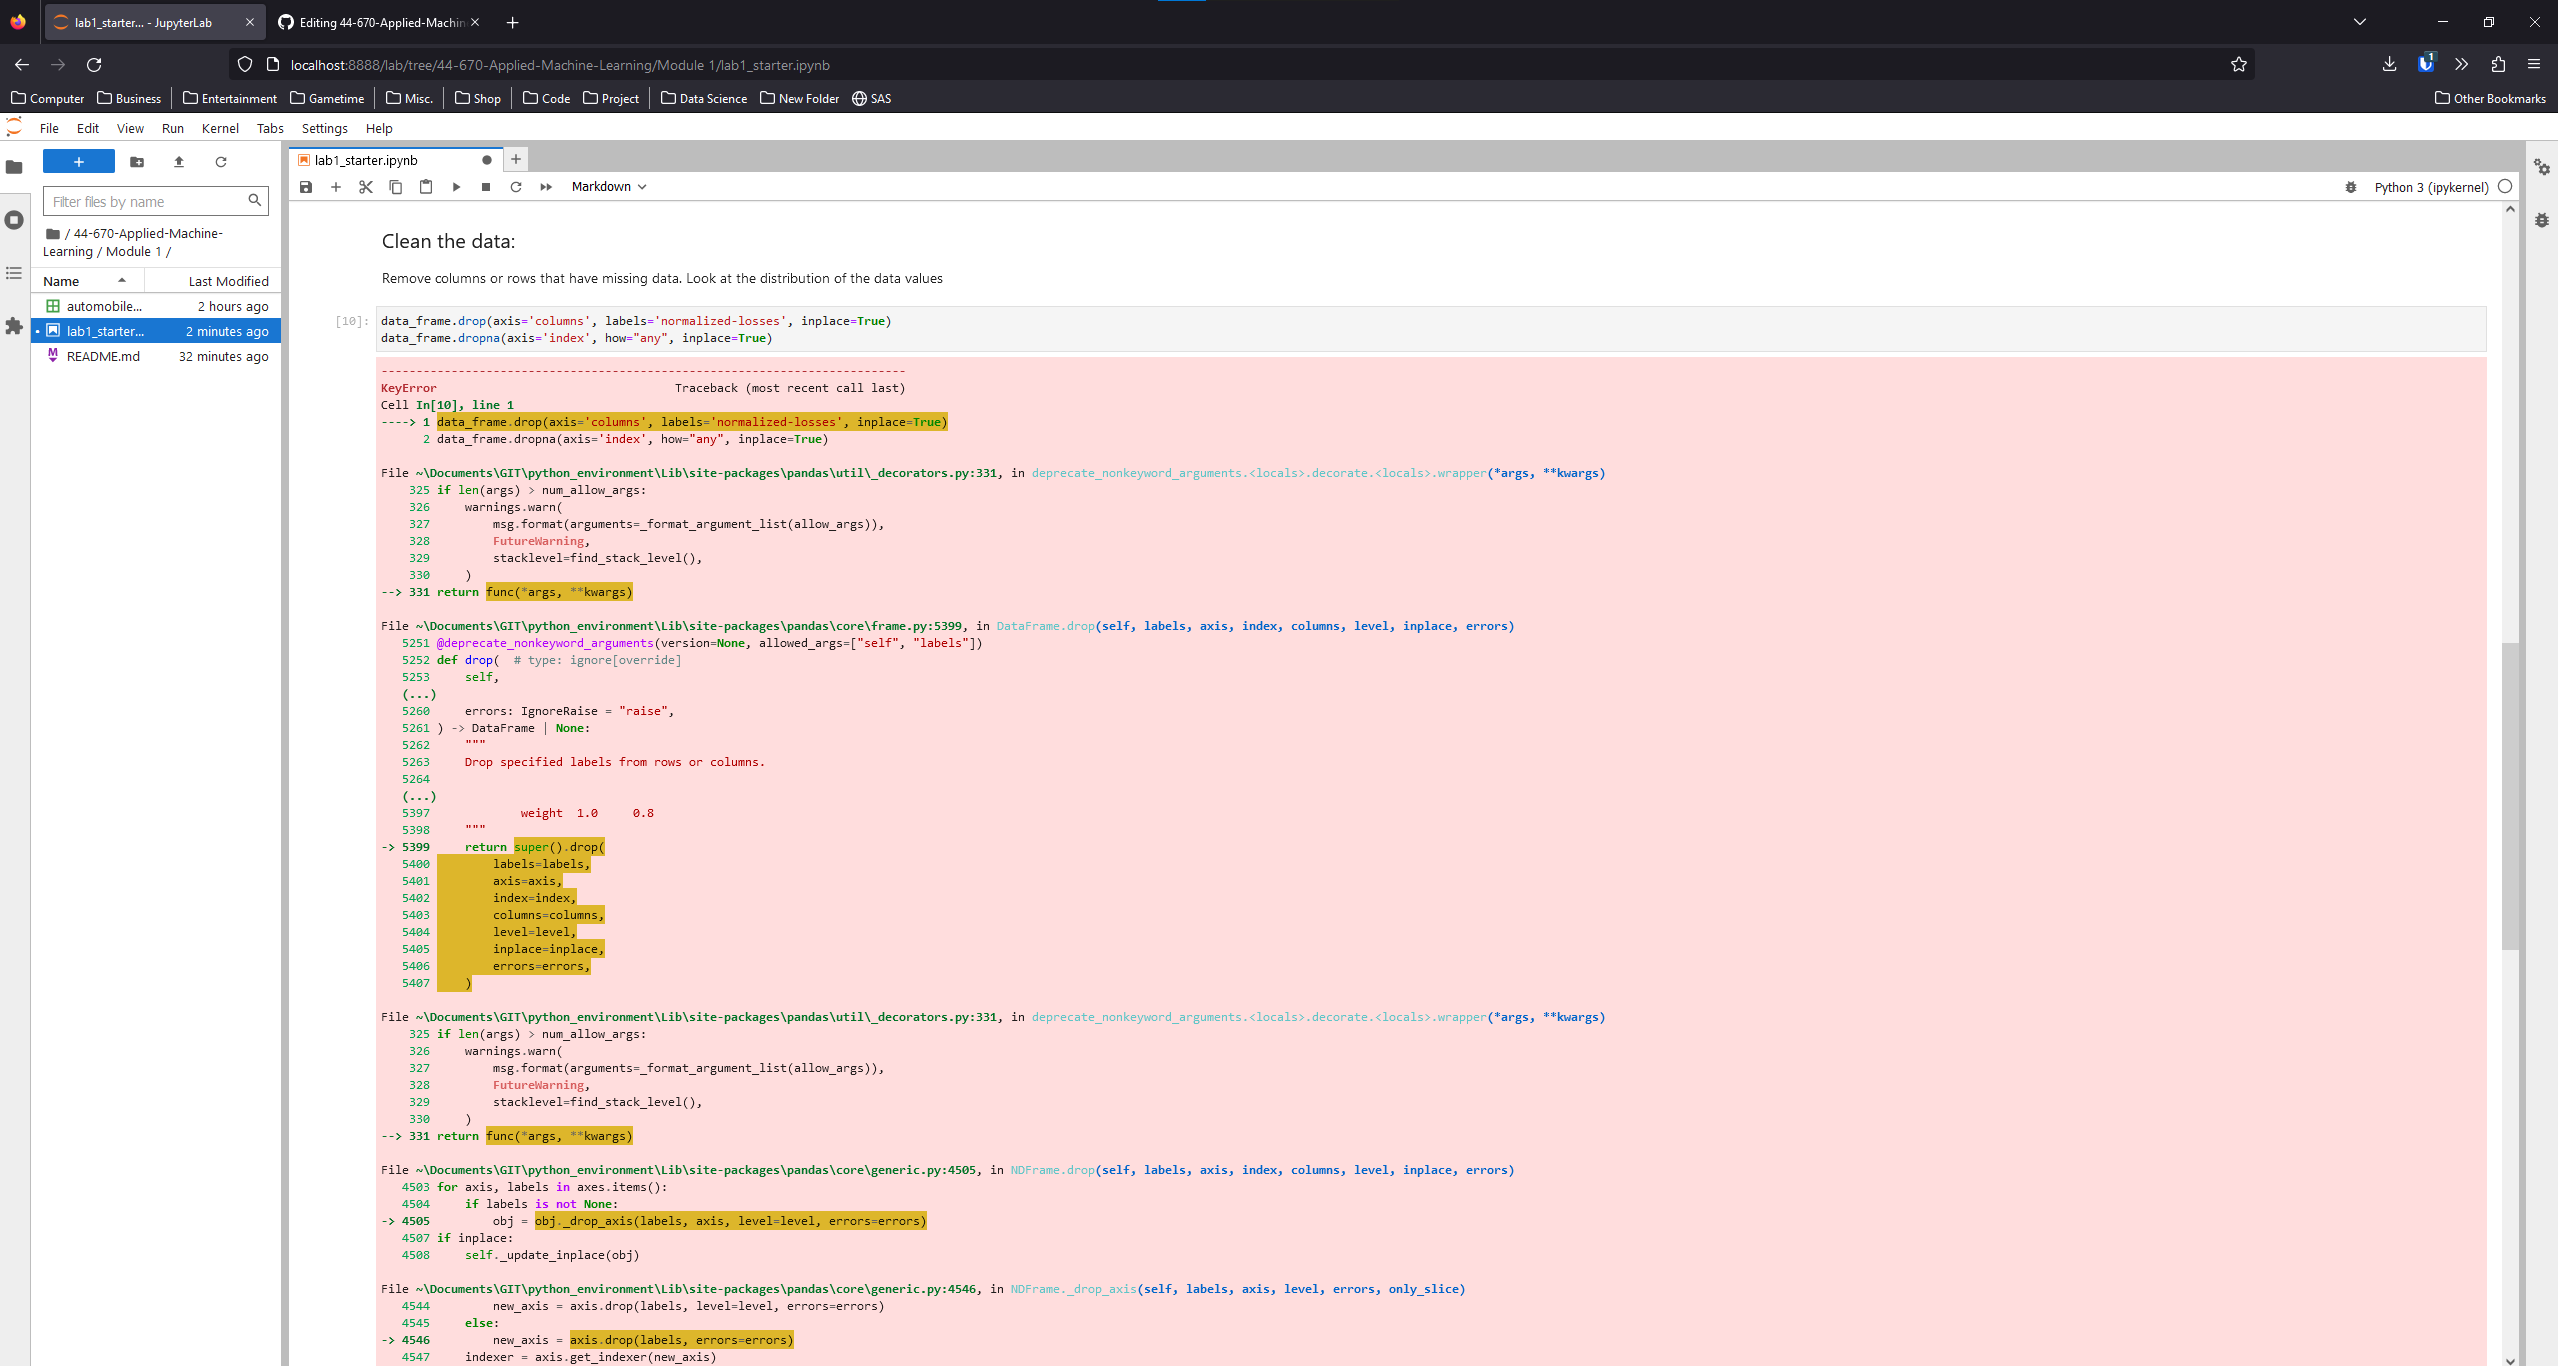 lab1_starter... - JupyterLab
Editing 44-670-Applied-Machin
localhost:8888/lab/tree/44-670-Applied-Machine-Learning/Module 1/lab1_starter.ipynb
1
Computer Business Entertainment Gametime Misc. Shop Code Project Data Science New Folder SAS Other Bookmarks
File Edit View Run Kernel Tabs Settings Help
Filter files by name
/ 44-670-Applied-Machine-
Learning / Module 1 /
Name Last Modified
automobile... 2 hours ago
lab1_starter... 2 minutes ago
README.md 32 minutes ago
lab1_starter.ipynb
Markdown
Python 3 (ipykernel)
Clean the data:
Remove columns or rows that have missing data. Look at the distribution of the data values
[10]: data_frame.drop(axis='columns', labels='normalized-losses', inplace=True)
data_frame.dropna(axis='index', how="any", inplace=True)
---------------------------------------------------------------------------
KeyError                                  Traceback (most recent call last)
Cell In[10], line 1
----> 1 data_frame.drop(axis='columns', labels='normalized-losses', inplace=True)
      2 data_frame.dropna(axis='index', how="any", inplace=True)
File ~\Documents\GIT\python_environment\Lib\site-packages\pandas\util\_decorators.py:331, in deprecate_nonkeyword_arguments.<locals>.decorate.<locals>.wrapper(*args, **kwargs)
    325 if len(args) > num_allow_args:
    326     warnings.warn(
    327         msg.format(arguments=_format_argument_list(allow_args)),
    328         FutureWarning,
    329         stacklevel=find_stack_level(),
    330     )
--> 331 return func(*args, **kwargs)
File ~\Documents\GIT\python_environment\Lib\site-packages\pandas\core\frame.py:5399, in DataFrame.drop(self, labels, axis, index, columns, level, inplace, errors)
   5251 @deprecate_nonkeyword_arguments(version=None, allowed_args=["self", "labels"])
   5252 def drop(  # type: ignore[override]
   5253     self,
   (...)
   5260     errors: IgnoreRaise = "raise",
   5261 ) -> DataFrame | None:
   5262     """
   5263     Drop specified labels from rows or columns.
   5264
   (...)
   5397             weight  1.0     0.8
   5398     """
-> 5399     return super().drop(
   5400         labels=labels,
   5401         axis=axis,
   5402         index=index,
   5403         columns=columns,
   5404         level=level,
   5405         inplace=inplace,
   5406         errors=errors,
   5407     )
File ~\Documents\GIT\python_environment\Lib\site-packages\pandas\util\_decorators.py:331, in deprecate_nonkeyword_arguments.<locals>.decorate.<locals>.wrapper(*args, **kwargs)
    325 if len(args) > num_allow_args:
    326     warnings.warn(
    327         msg.format(arguments=_format_argument_list(allow_args)),
    328         FutureWarning,
    329         stacklevel=find_stack_level(),
    330     )
--> 331 return func(*args, **kwargs)
File ~\Documents\GIT\python_environment\Lib\site-packages\pandas\core\generic.py:4505, in NDFrame.drop(self, labels, axis, index, columns, level, inplace, errors)
   4503 for axis, labels in axes.items():
   4504     if labels is not None:
-> 4505         obj = obj._drop_axis(labels, axis, level=level, errors=errors)
   4507 if inplace:
   4508     self._update_inplace(obj)
File ~\Documents\GIT\python_environment\Lib\site-packages\pandas\core\generic.py:4546, in NDFrame._drop_axis(self, labels, axis, level, errors, only_slice)
   4544         new_axis = axis.drop(labels, level=level, errors=errors)
   4545     else:
-> 4546         new_axis = axis.drop(labels, errors=errors)
   4547     indexer = axis.get_indexer(new_axis)